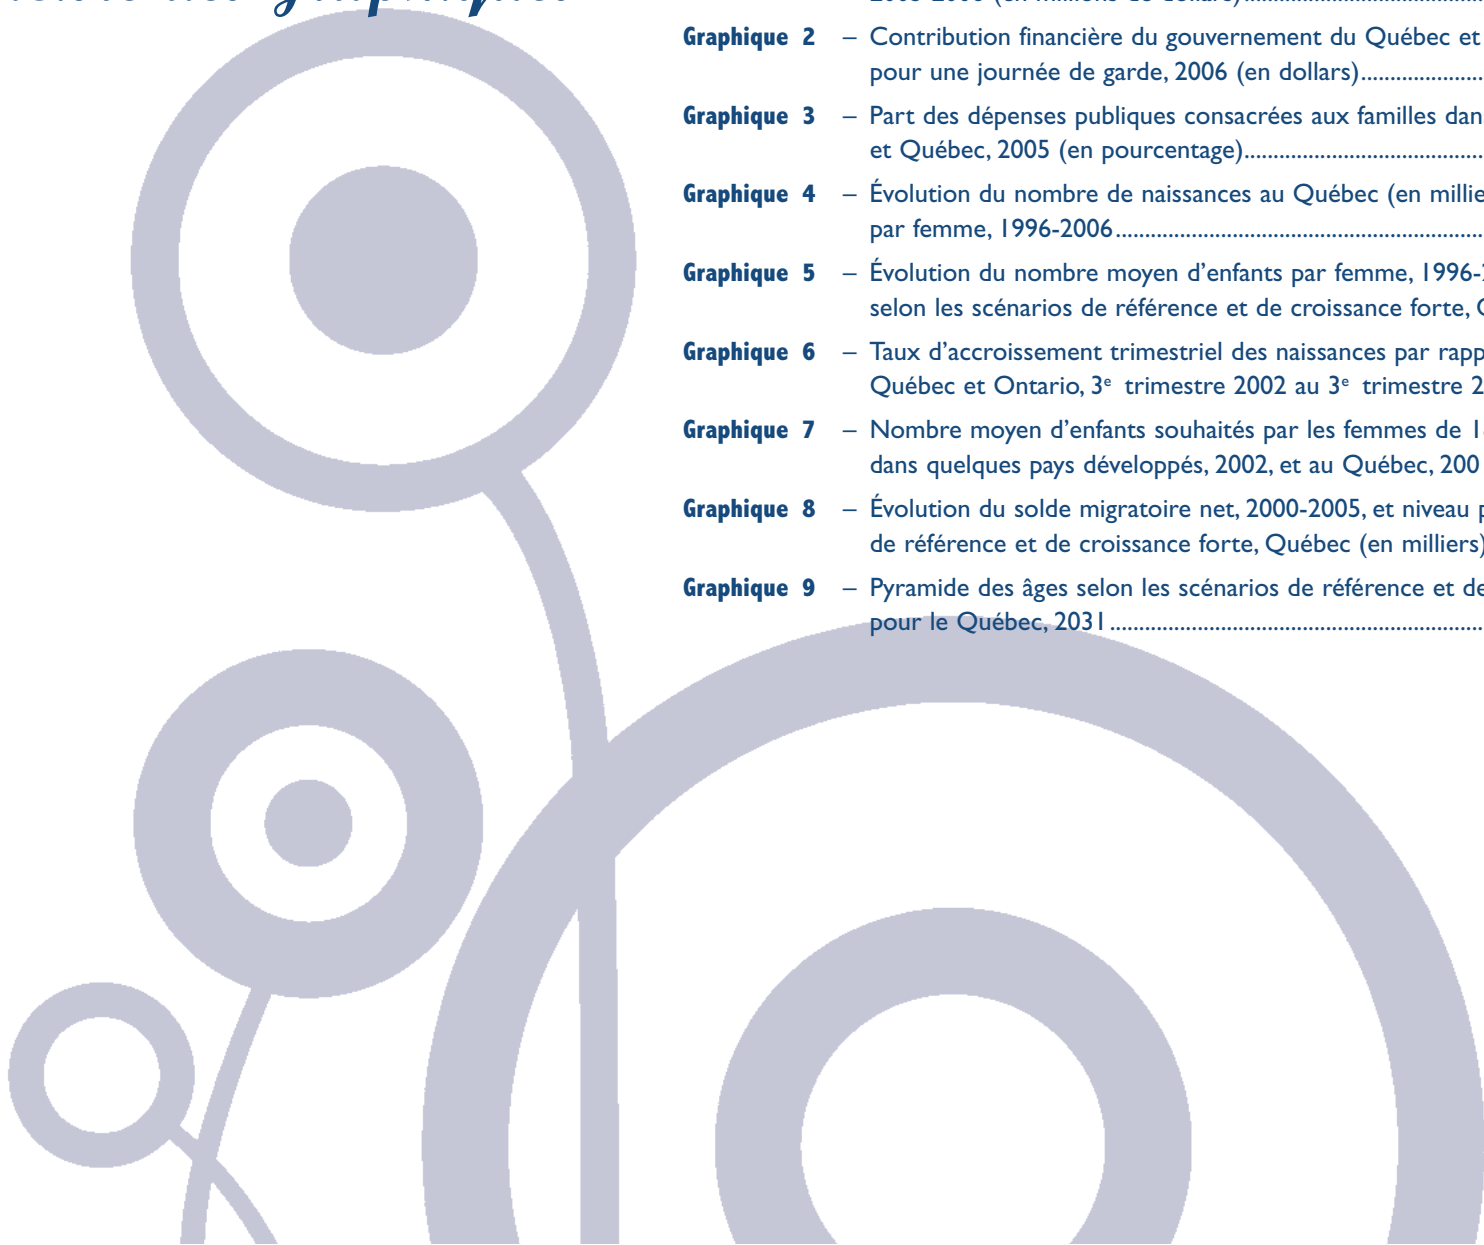 Graphique 2 – Contribution financière du gouvernement du Québec et
pour une journée de garde, 2006 (en dollars)
Graphique 3 – Part des dépenses publiques consacrées aux familles dan
et Québec, 2005 (en pourcentage)
Graphique 4 – Évolution du nombre de naissances au Québec (en millie
par femme, 1996-2006
Graphique 5 – Évolution du nombre moyen d’enfants par femme, 1996-
selon les scénarios de référence et de croissance forte,
Graphique 6 – Taux d’accroissement trimestriel des naissances par rapp
Québec et Ontario, 3e trimestre 2002 au 3e trimestre 2
Graphique 7 – Nombre moyen d’enfants souhaités par les femmes de 1
dans quelques pays développés, 2002, et au Québec, 200
Graphique 8 – Évolution du solde migratoire net, 2000-2005, et niveau p
de référence et de croissance forte, Québec (en milliers)
Graphique 9 – Pyramide des âges selon les scénarios de référence et de
pour le Québec, 2031